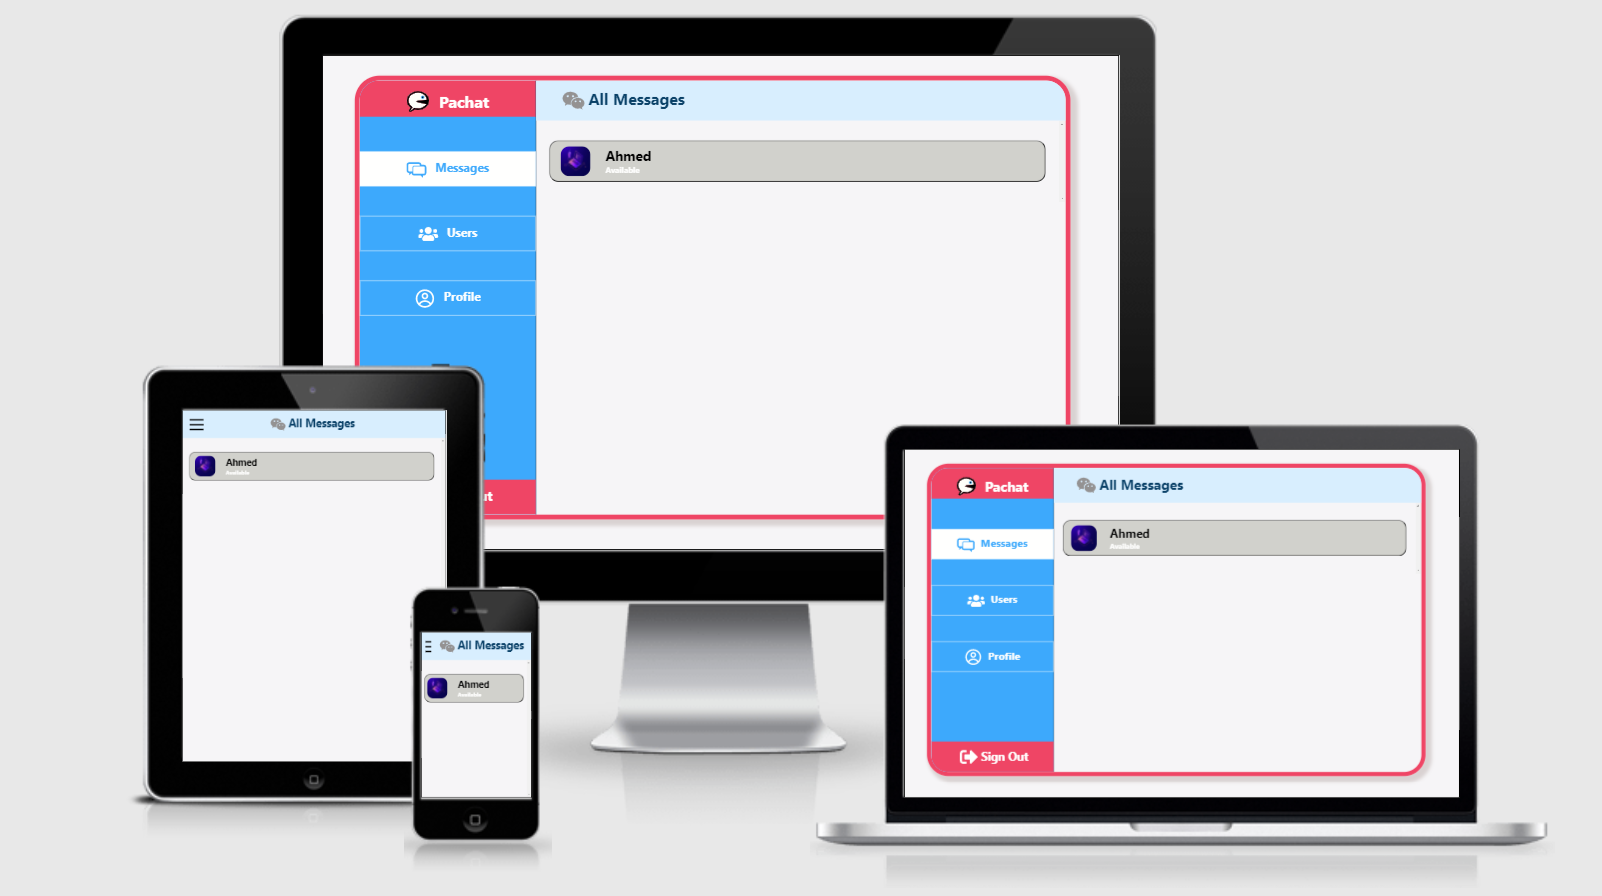 Pachat
All Messages
Messages
Ahmed
Available
Users
Profile
ut
All Messages
Ahmed
Available
All Messages
Ahmed
Available
Pachat
All Messages
Messages
Ahmed
Available
Users
Profile
Sign Out